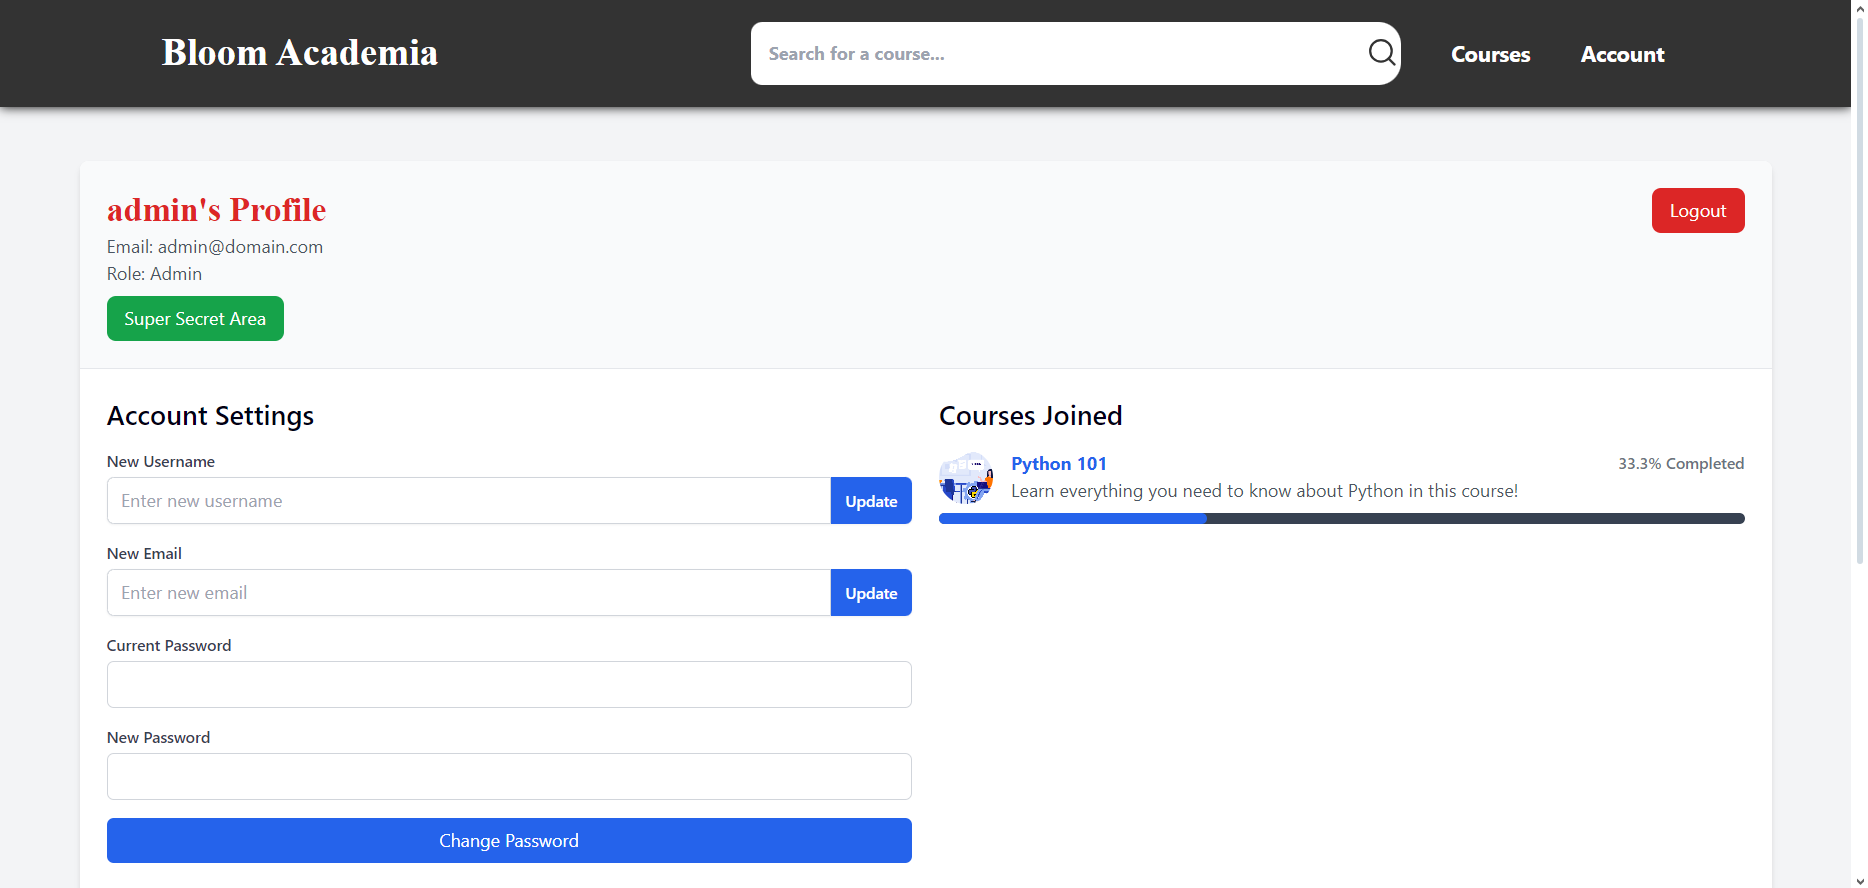 Bloom Academia
Search for a course...
Courses
Account
admin's Profile
Logout
Email: admin@domain.com
Role: Admin
Super Secret Area
Account Settings
New Username
Enter new username
Update
New Email
Enter new email
Update
Current Password
New Password
Change Password
Courses Joined
Python 101
33.3% Completed
Learn everything you need to know about Python in this course!